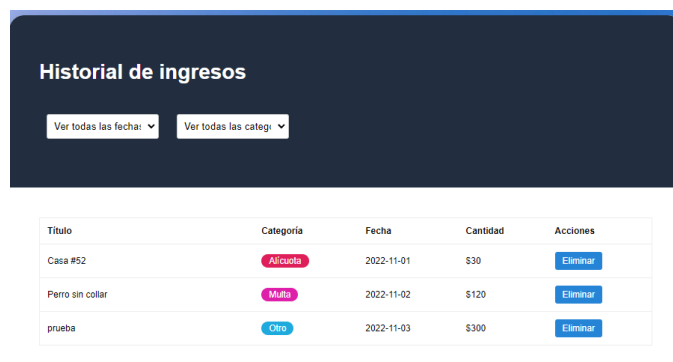 Historial de ingresos
Ver todas las fechas Ver todas las catego
Título Categoría Fecha Cantidad Acciones
Casa #52 Alícuota 2022-11-01 $30 Eliminar
Perro sin collar Multa 2022-11-02 $120 Eliminar
prueba Otro 2022-11-03 $300 Eliminar